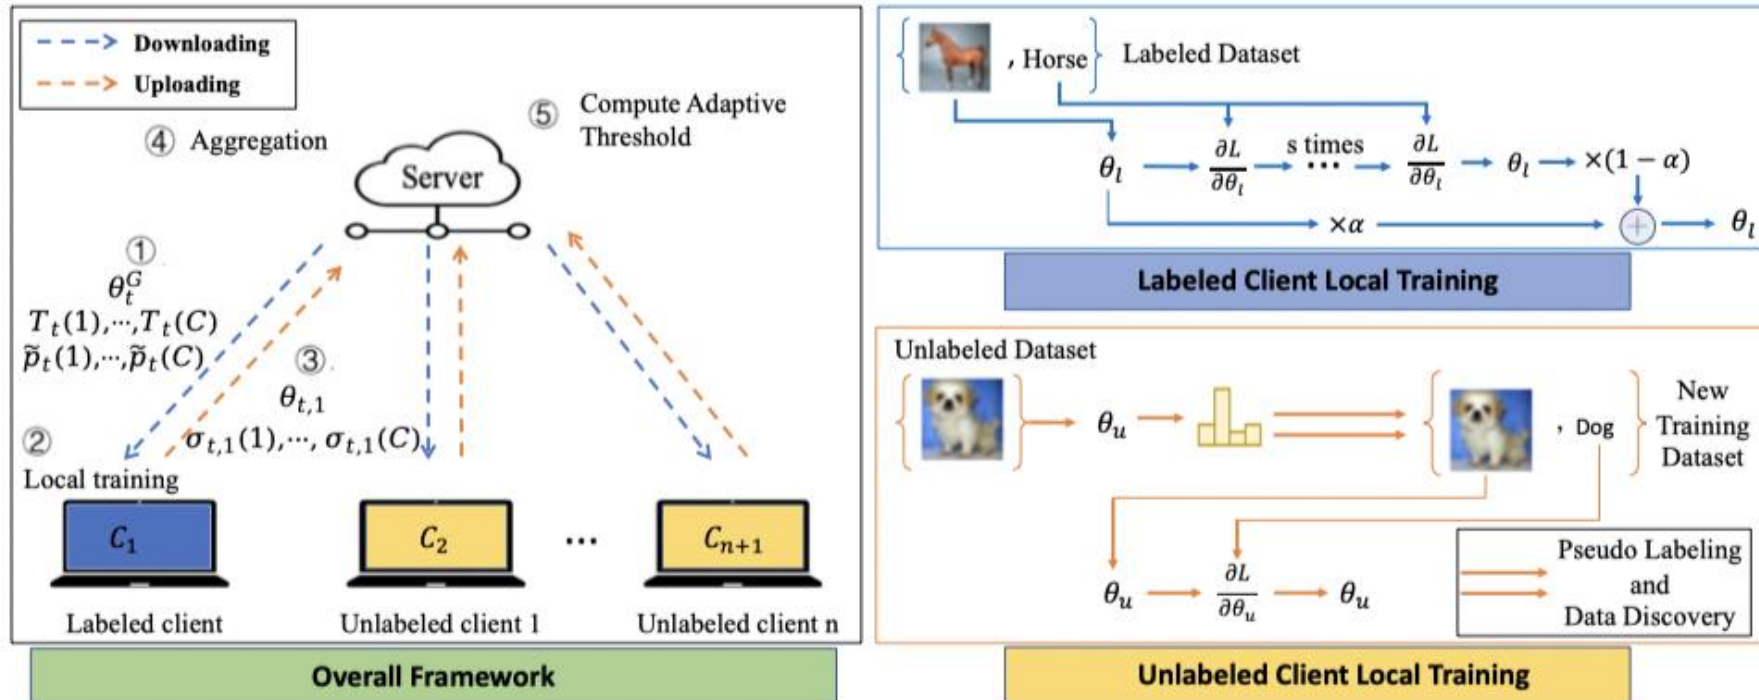 Downloading
Uploading
④ Aggregation
⑤ Compute Adaptive
Threshold
Server
①
θ_t^G
T_t(1),⋯,T_t(C)
p̃_t(1),⋯,p̃_t(C)
③
θ_{t,1}
σ_{t,1}(1),⋯, σ_{t,1}(C)
②
Local training
C_1
C_2
⋯
C_{n+1}
Labeled client
Unlabeled client 1
Unlabeled client n
Overall Framework
{ , Horse} Labeled Dataset
θ_l ∂L/∂θ_l s times ⋯ ∂L/∂θ_l θ_l ×(1 − α)
×α + θ_l
Labeled Client Local Training
Unlabeled Dataset
{ } θ_u { , Dog } New
Training
Dataset
θ_u ∂L/∂θ_u θ_u
Pseudo Labeling
and
Data Discovery
Unlabeled Client Local Training